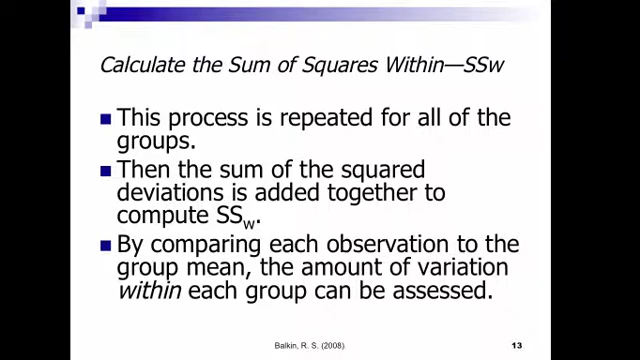 Calculate the Sum of Squares Within—SSw
■ This process is repeated for all of the
groups.
■ Then the sum of the squared
deviations is added together to
compute SSw.
■ By comparing each observation to the
group mean, the amount of variation
within each group can be assessed.
Balkin, R. S. (2008)
13